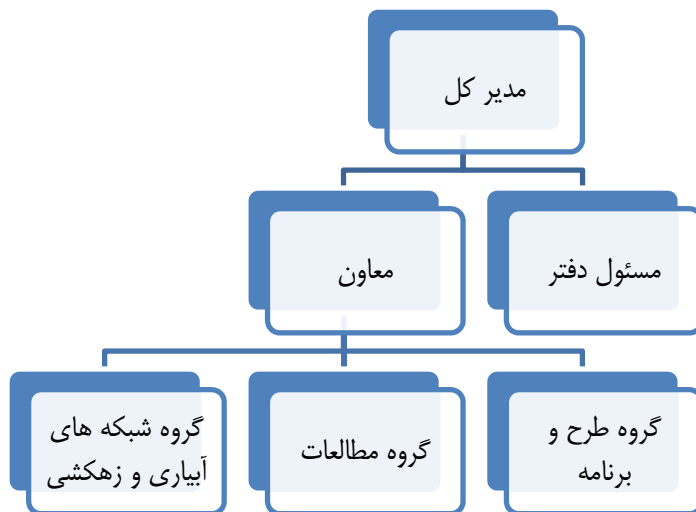 مدیر کل
مسئول دفتر
معاون
گروه طرح و
برنامه
گروه مطالعات
گروه شبکه های
آبیاری و زهکشی